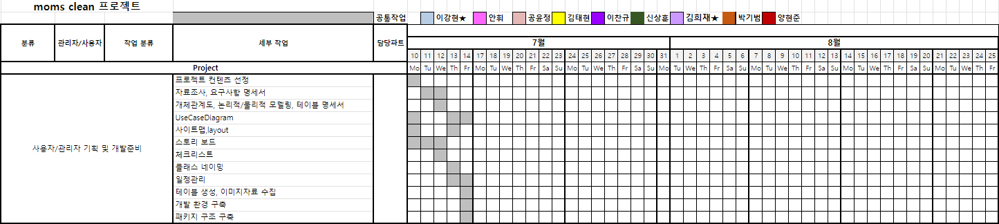 moms clean 프로젝트
공통작업 이강현★ 안휘 공윤정 김태현 이찬규 신상훈 김희재★ 박기범 양현준
분류 관리자/사용자 작업 분류 세부 작업 담당파트
7월 8월
10 11 12 13 14 17 18 19 20 21 22 23 24 25 26 27 28 29 30 31 1 2 3 4 5 6 7 8 9 10 11 12 13 14 15 16 17 18 19 20 21 22 23 24 25
Mo Tu We Th Fr Mo Tu We Th Fr Sa Su Mo Tu We Th Fr Sa Su Mo Tu We Th Fr Sa Su Mo Tu We Th Fr Sa Su Mo Tu We Th Fr Sa Su Mo Tu We Th Fr
Project
프로젝트 컨텐츠 선정
자료조사, 요구사항 명세서
개체관계도, 논리적/물리적 모델링, 테이블 명세서
UseCaseDiagram
사이트맵,layout
사용자/관리자 기획 및 개발준비
스토리 보드
체크리스트
클래스 네이밍
일정관리
테이블 생성, 이미지자료 수집
개발 환경 구축
패키지 구조 구축